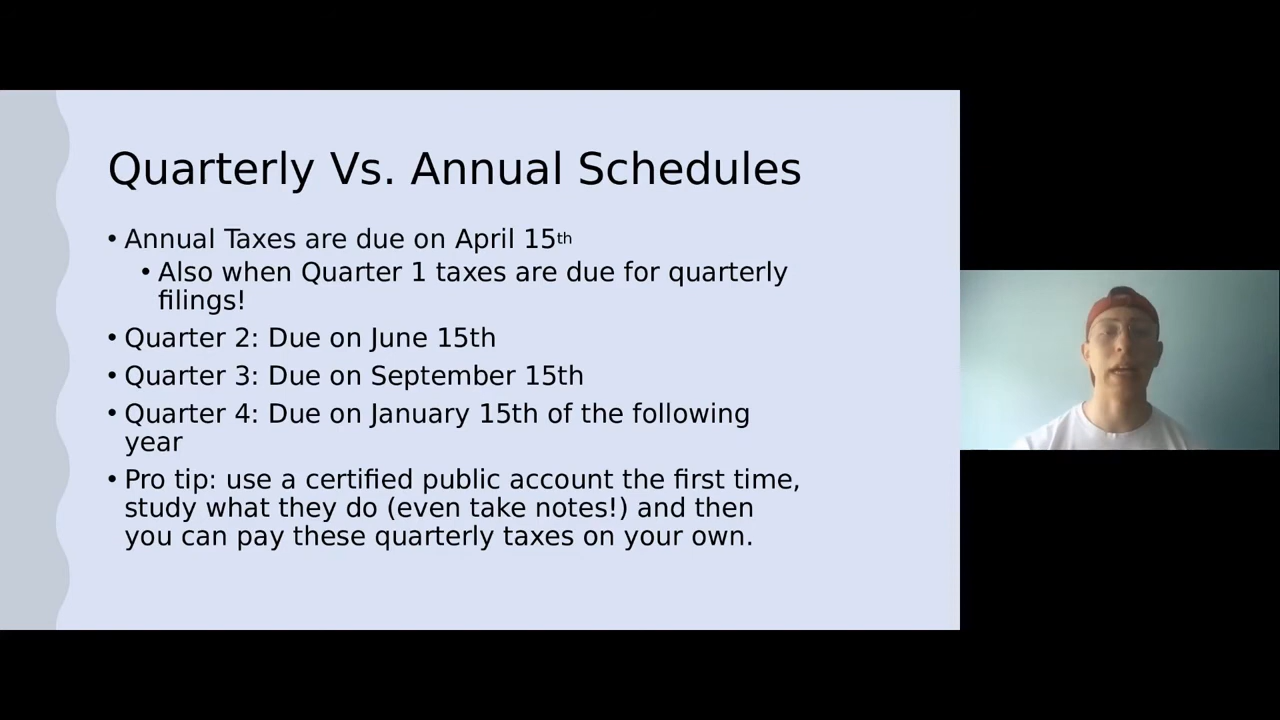 Quarterly Vs. Annual Schedules
• Annual Taxes are due on April 15th
• Also when Quarter 1 taxes are due for quarterly
filings!
• Quarter 2: Due on June 15th
• Quarter 3: Due on September 15th
• Quarter 4: Due on January 15th of the following
year
• Pro tip: use a certified public account the first time,
study what they do (even take notes!) and then
you can pay these quarterly taxes on your own.